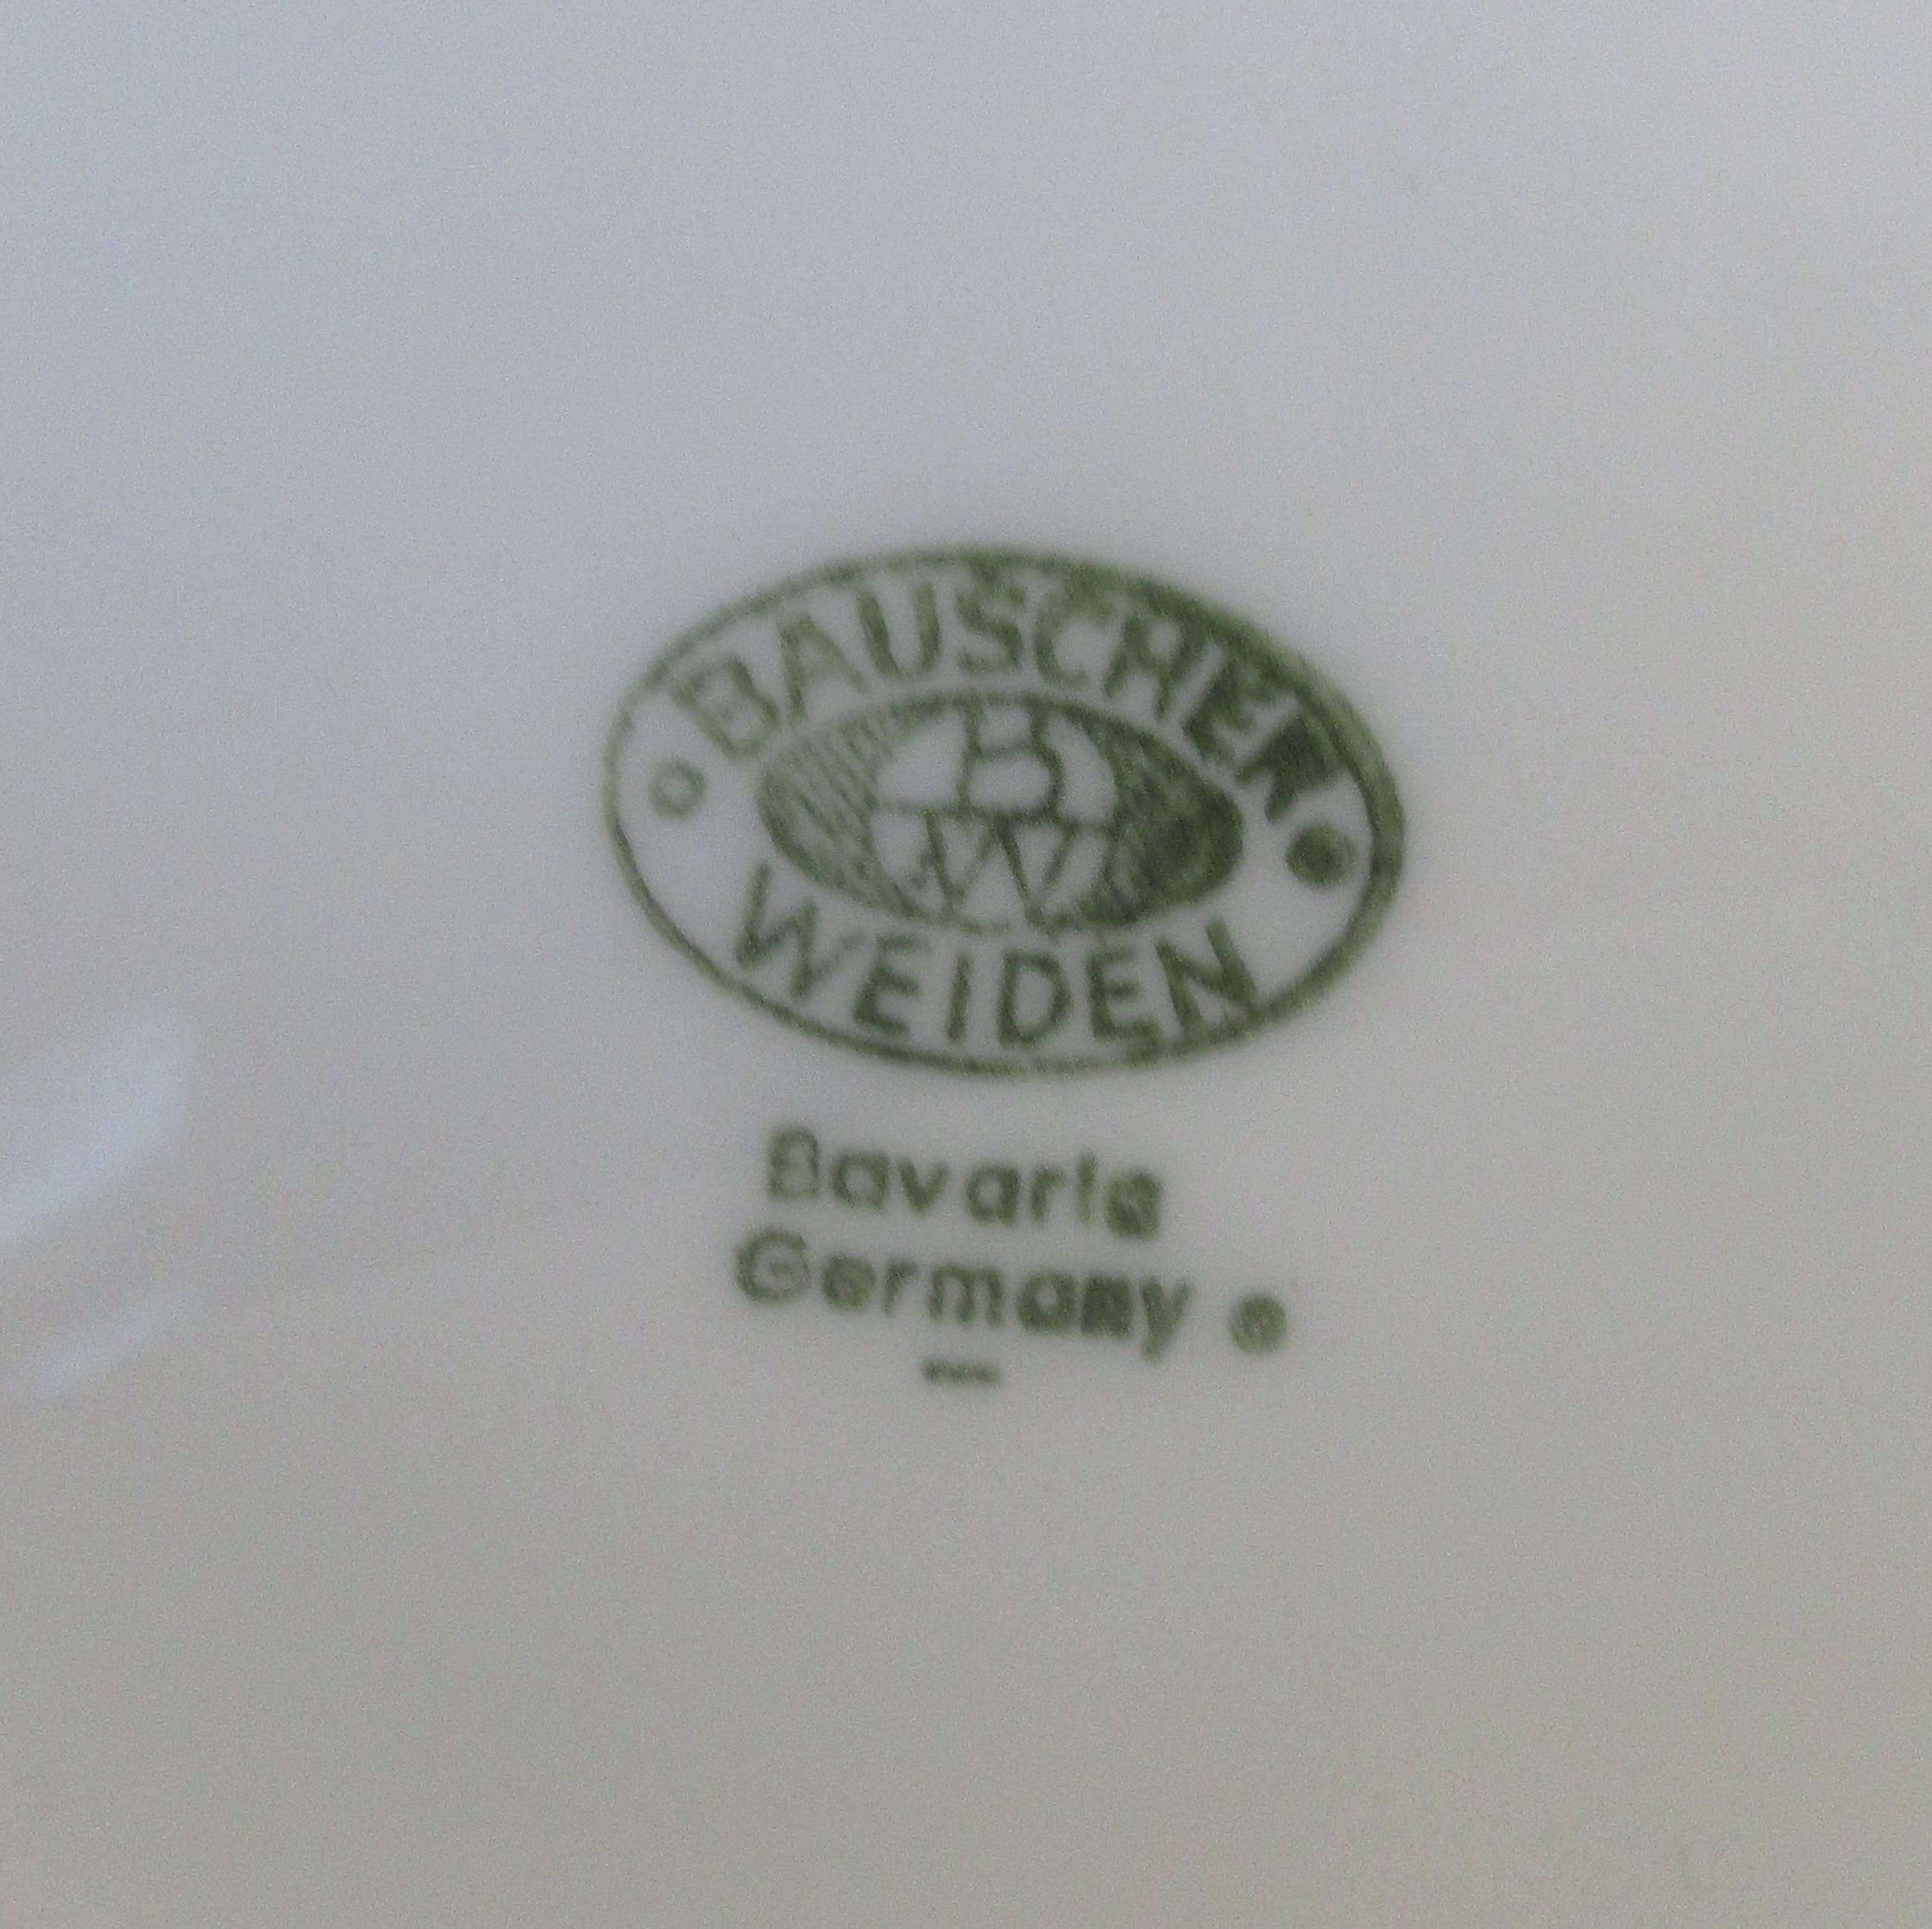 BAUSCHER
B
W
WEIDEN
Bavaria
Germany ®